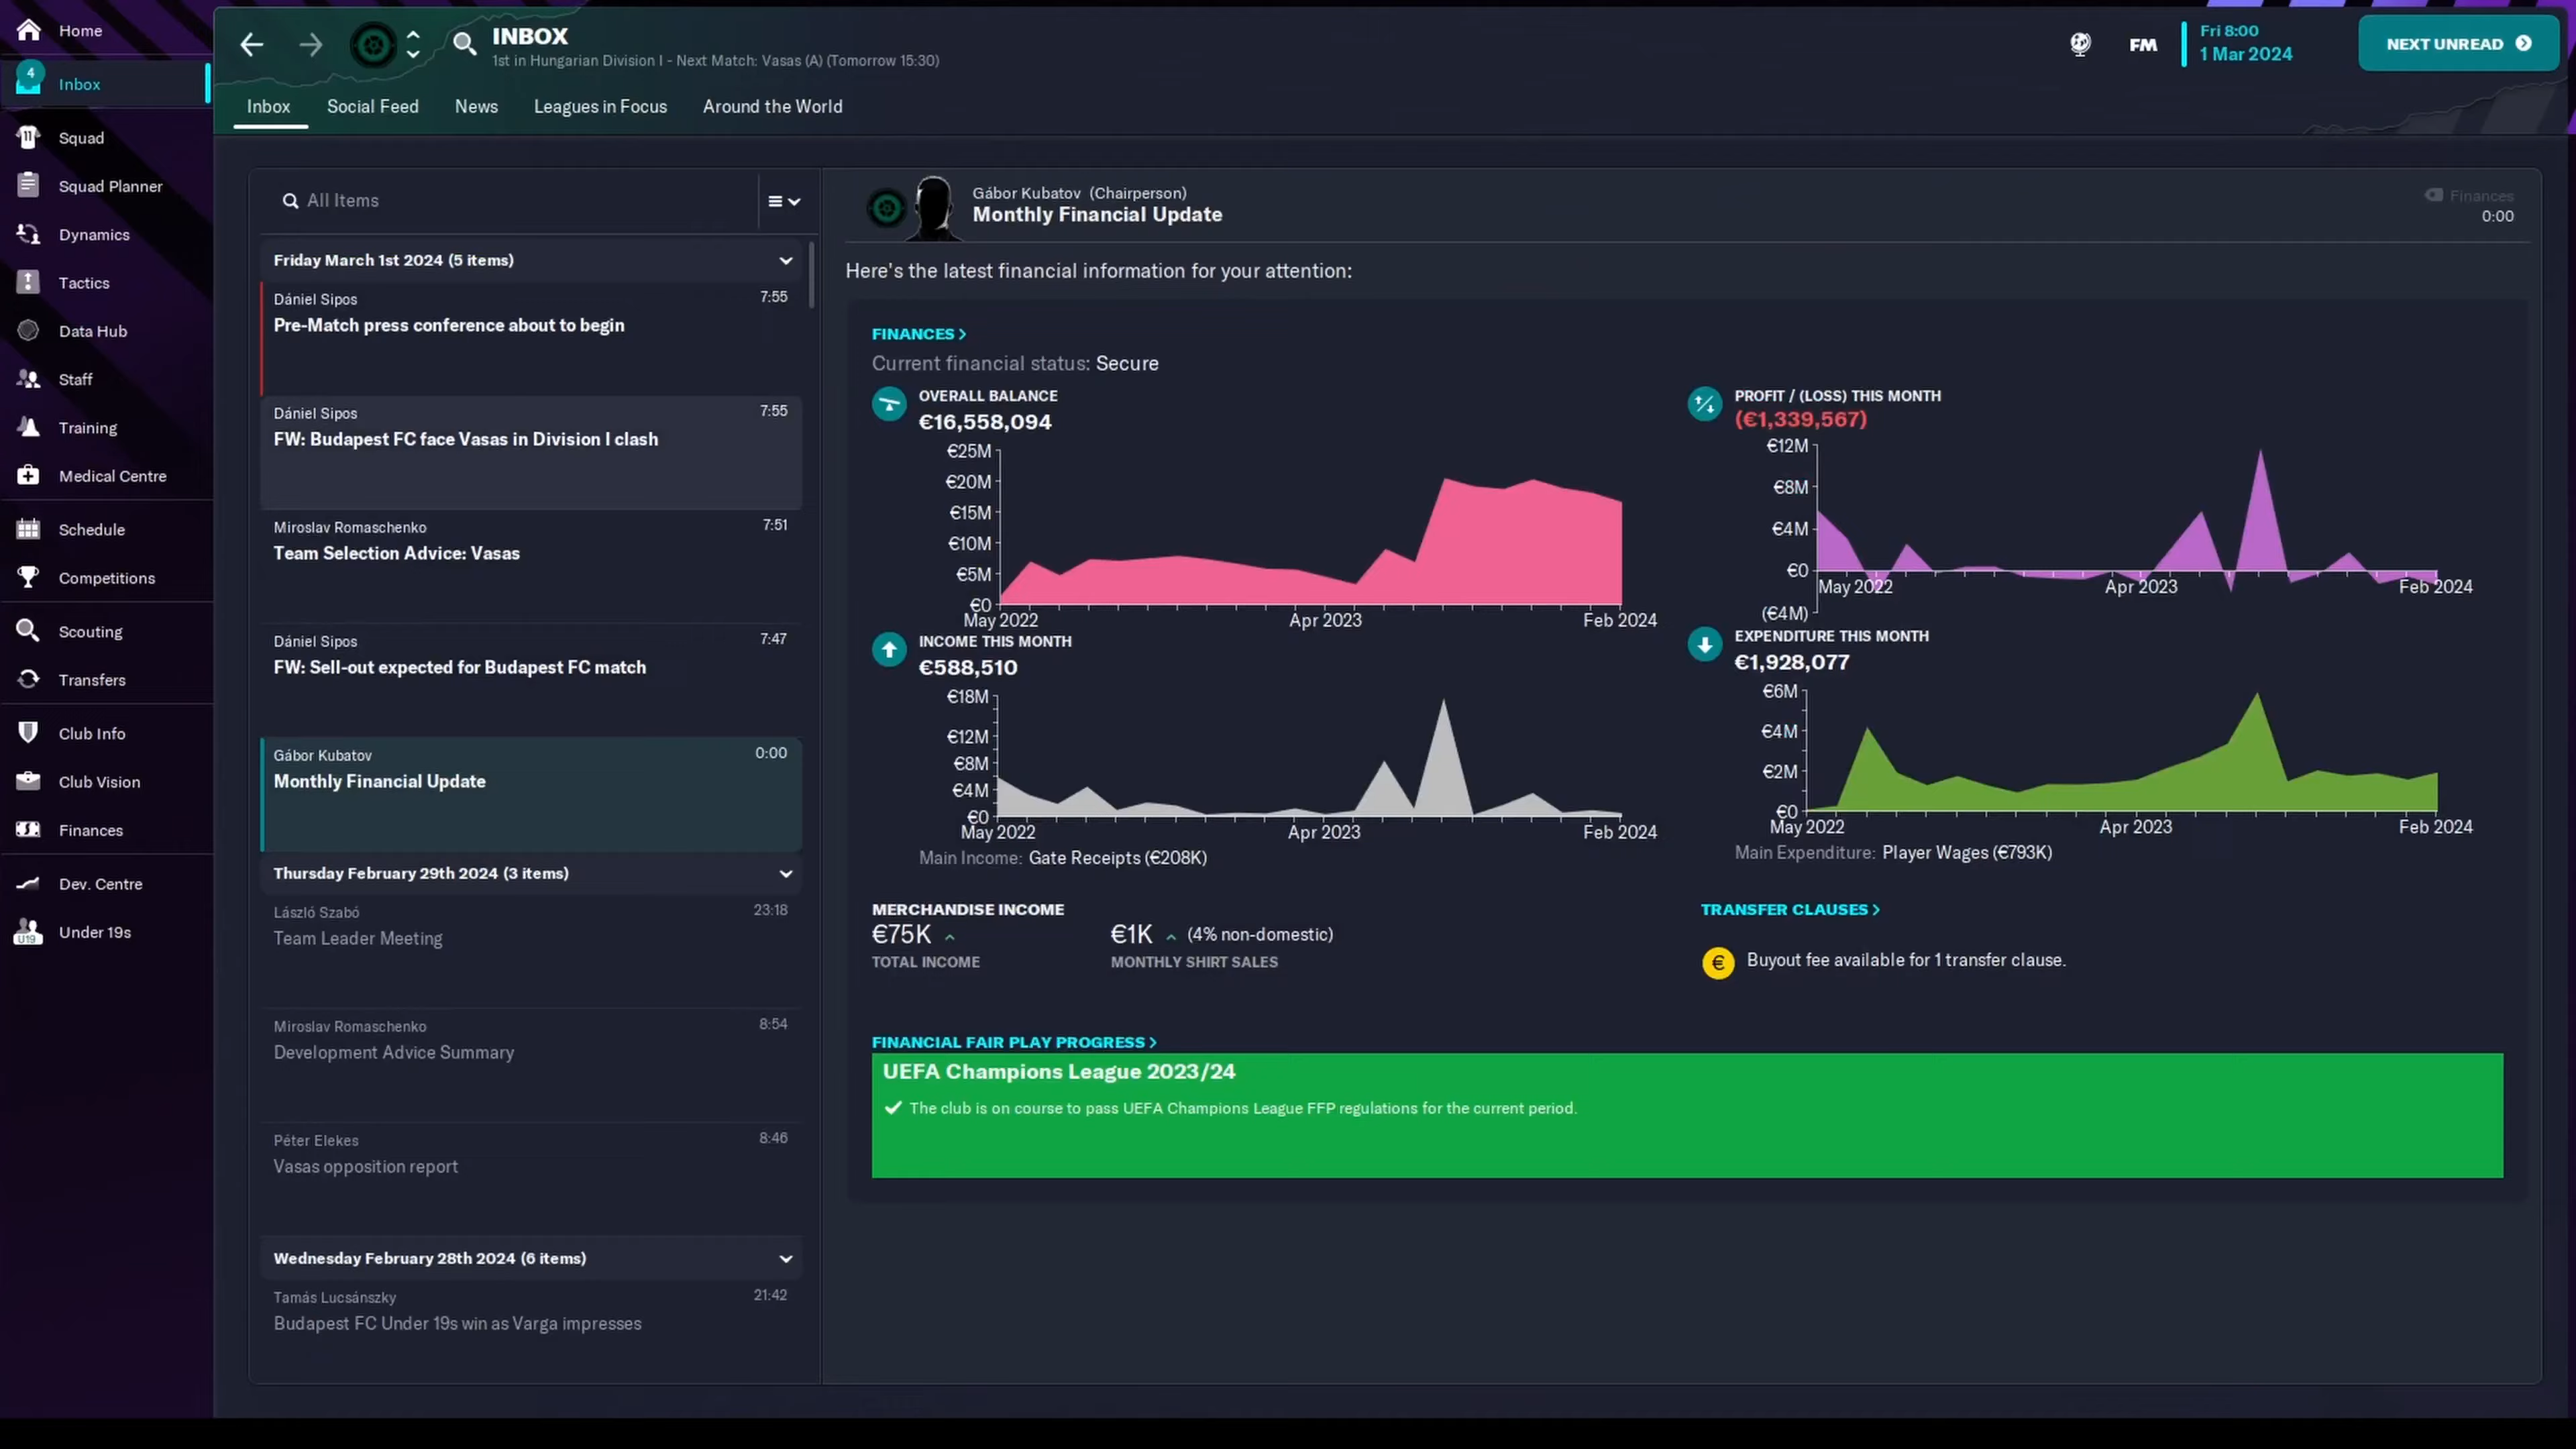 Home
4
Inbox
Squad
Squad Planner
Dynamics
Tactics
Data Hub
Staff
Training
Medical Centre
Schedule
Competitions
Scouting
Transfers
Club Info
Club Vision
Finances
Dev. Centre
U19
Under 19s
INBOX
1st in Hungarian Division I - Next Match: Vasas (A) (Tomorrow 15:30)
FM
Fri 8:00
1 Mar 2024
NEXT UNREAD
Inbox
Social Feed
News
Leagues in Focus
Around the World
All Items
Friday March 1st 2024 (5 items)
Dániel Sipos
7:55
Pre-Match press conference about to begin
Dániel Sipos
7:55
FW: Budapest FC face Vasas in Division I clash
Miroslav Romaschenko
7:51
Team Selection Advice: Vasas
Dániel Sipos
7:47
FW: Sell-out expected for Budapest FC match
Gábor Kubatov
0:00
Monthly Financial Update
Thursday February 29th 2024 (3 items)
László Szabó
23:18
Team Leader Meeting
Miroslav Romaschenko
8:54
Development Advice Summary
Péter Elekes
8:46
Vasas opposition report
Wednesday February 28th 2024 (6 items)
Tamás Lucsánszky
21:42
Budapest FC Under 19s win as Varga impresses
Gábor Kubatov (Chairperson)
Monthly Financial Update
Finances
0:00
Here's the latest financial information for your attention:
FINANCES >
Current financial status: Secure
OVERALL BALANCE
€16,558,094
€25M
€20M
€15M
€10M
€5M
€0
May 2022
Apr 2023
Feb 2024
PROFIT / (LOSS) THIS MONTH
(€1,339,567)
€12M
€8M
€4M
€0
(€4M)
May 2022
Apr 2023
Feb 2024
INCOME THIS MONTH
€588,510
€18M
€12M
€8M
€4M
€0
May 2022
Apr 2023
Feb 2024
Main Income: Gate Receipts (€208K)
EXPENDITURE THIS MONTH
€1,928,077
€6M
€4M
€2M
€0
May 2022
Apr 2023
Feb 2024
Main Expenditure: Player Wages (€793K)
MERCHANDISE INCOME
€75K
TOTAL INCOME
€1K (4% non-domestic)
MONTHLY SHIRT SALES
TRANSFER CLAUSES >
€
Buyout fee available for 1 transfer clause.
FINANCIAL FAIR PLAY PROGRESS >
UEFA Champions League 2023/24
The club is on course to pass UEFA Champions League FFP regulations for the current period.